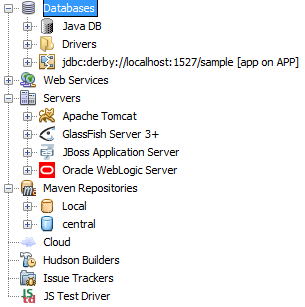 Databases
Java DB
Drivers
jdbc:derby://localhost:1527/sample [app on APP]
Web Services
Servers
Apache Tomcat
GlassFish Server 3+
JBoss Application Server
Oracle WebLogic Server
Maven Repositories
Local
central
Cloud
Hudson Builders
Issue Trackers
JS Test Driver